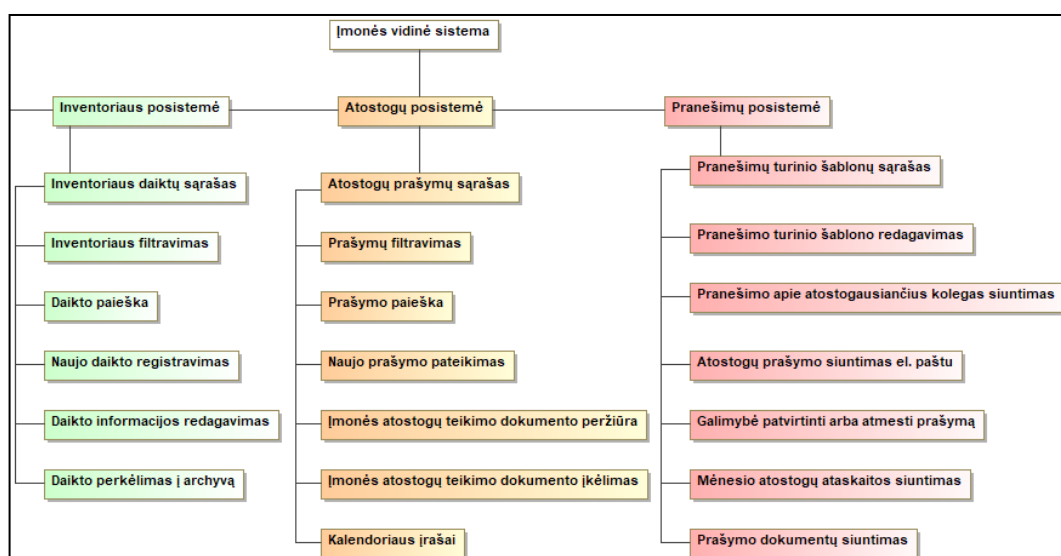 Įmonės vidinė sistema
Inventoriaus posistemė
Atostogų posistemė
Pranešimų posistemė
Inventoriaus daiktų sąrašas
Inventoriaus filtravimas
Daikto paieška
Naujo daikto registravimas
Daikto informacijos redagavimas
Daikto perkėlimas į archyvą
Atostogų prašymų sąrašas
Prašymų filtravimas
Prašymo paieška
Naujo prašymo pateikimas
Įmonės atostogų teikimo dokumento peržiūra
Įmonės atostogų teikimo dokumento įkėlimas
Kalendoriaus įrašai
Pranešimų turinio šablonų sąrašas
Pranešimo turinio šablono redagavimas
Pranešimo apie atostogausiančius kolegas siuntimas
Atostogų prašymo siuntimas el. paštu
Galimybė patvirtinti arba atmesti prašymą
Mėnesio atostogų ataskaitos siuntimas
Prašymo dokumentų siuntimas